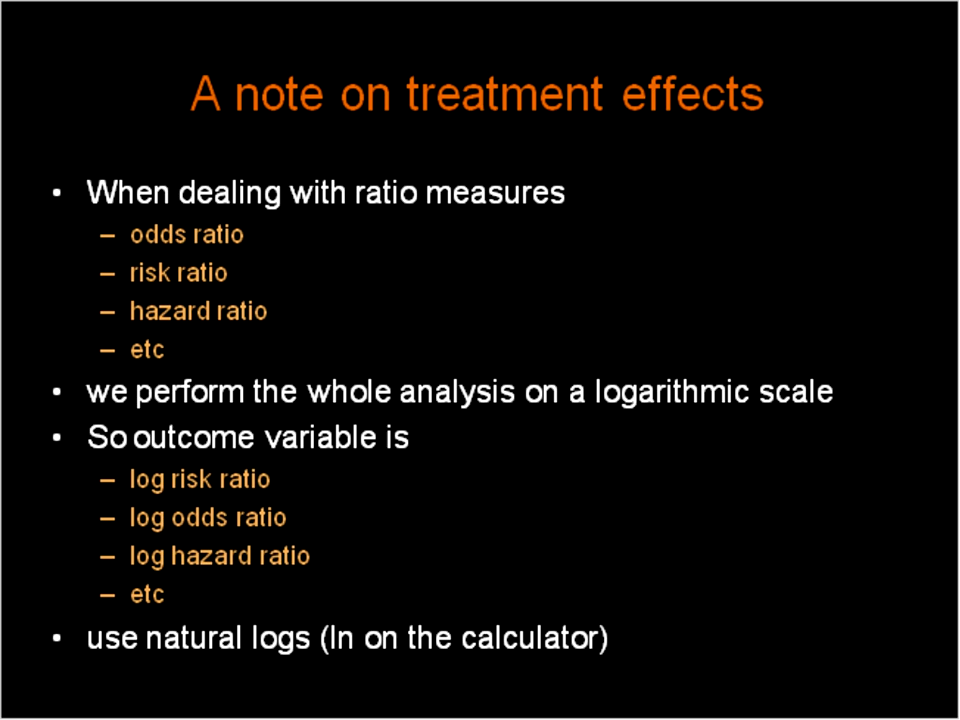 A note on treatment effects
• When dealing with ratio measures
– odds ratio
– risk ratio
– hazard ratio
– etc
• we perform the whole analysis on a logarithmic scale
• So outcome variable is
– log risk ratio
– log odds ratio
– log hazard ratio
– etc
• use natural logs (ln on the calculator)